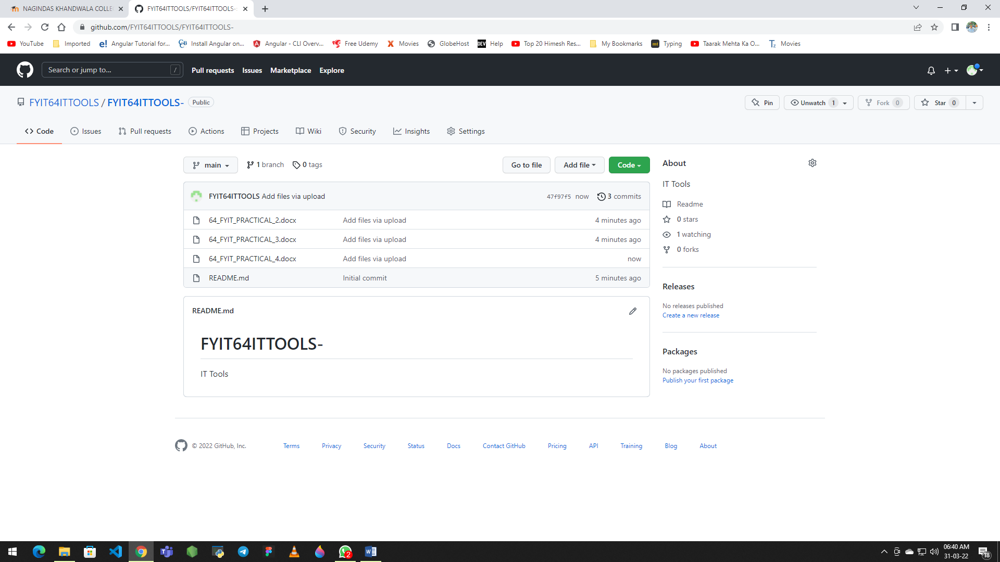 NAGINDAS KHANDWALA COLLE
FYIT64ITTOOLS/FYIT64ITTOOLS-:
github.com/FYIT64ITTOOLS/FYIT64ITTOOLS-
YouTube Imported Angular Tutorial for... Install Angular on... Angular - CLI Overv... Free Udemy Movies GlobeHost DEV Help Top 20 Himesh Res... My Bookmarks mt Typing Taarak Mehta Ka O... Tz Movies
Search or jump to... / Pull requests Issues Marketplace Explore
FYIT64ITTOOLS / FYIT64ITTOOLS- Public Pin Unwatch 1 Fork 0 Star 0
Code Issues Pull requests Actions Projects Wiki Security Insights Settings
main 1 branch 0 tags Go to file Add file Code
FYIT64ITTOOLS Add files via upload 47f97f5 now 3 commits
64_FYIT_PRACTICAL_2.docx Add files via upload 4 minutes ago
64_FYIT_PRACTICAL_3.docx Add files via upload 4 minutes ago
64_FYIT_PRACTICAL_4.docx Add files via upload now
README.md Initial commit 5 minutes ago
README.md
FYIT64ITTOOLS-
IT Tools
About
IT Tools
Readme
0 stars
1 watching
0 forks
Releases
No releases published
Create a new release
Packages
No packages published
Publish your first package
© 2022 GitHub, Inc. Terms Privacy Security Status Docs Contact GitHub Pricing API Training Blog About
2
06:40 AM
31-03-22
18